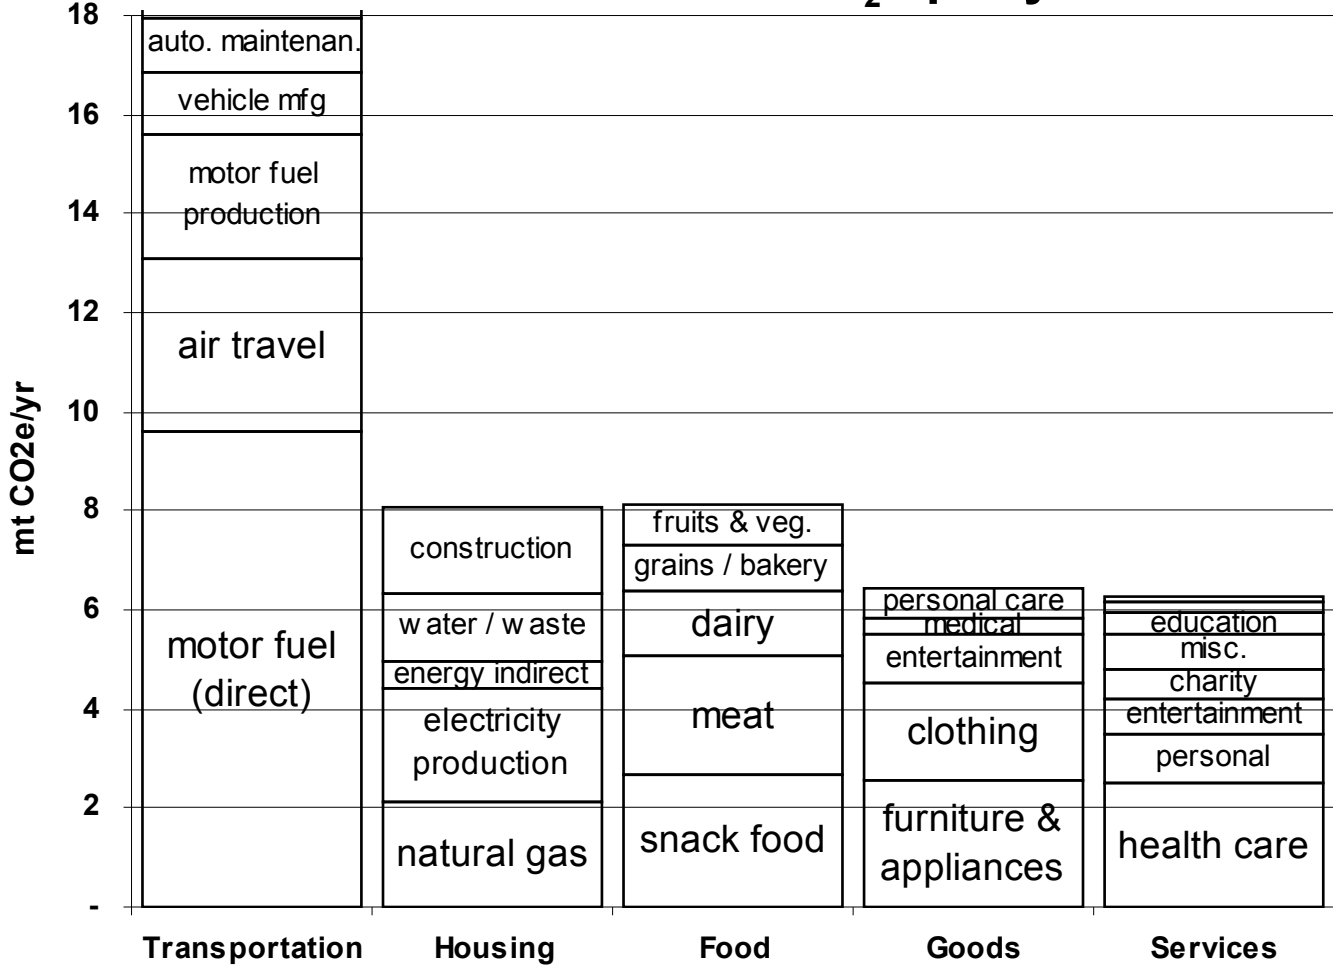 18
16
14
12
10
8
6
4
2
-
mt CO2e/yr
auto. maintenan.
vehicle mfg
motor fuel
production
air travel
motor fuel
(direct)
construction
water / waste
energy indirect
electricity
production
natural gas
fruits & veg.
grains / bakery
dairy
meat
snack food
personal care
medical
entertainment
clothing
furniture &
appliances
education
misc.
charity
entertainment
personal
health care
Transportation
Housing
Food
Goods
Services